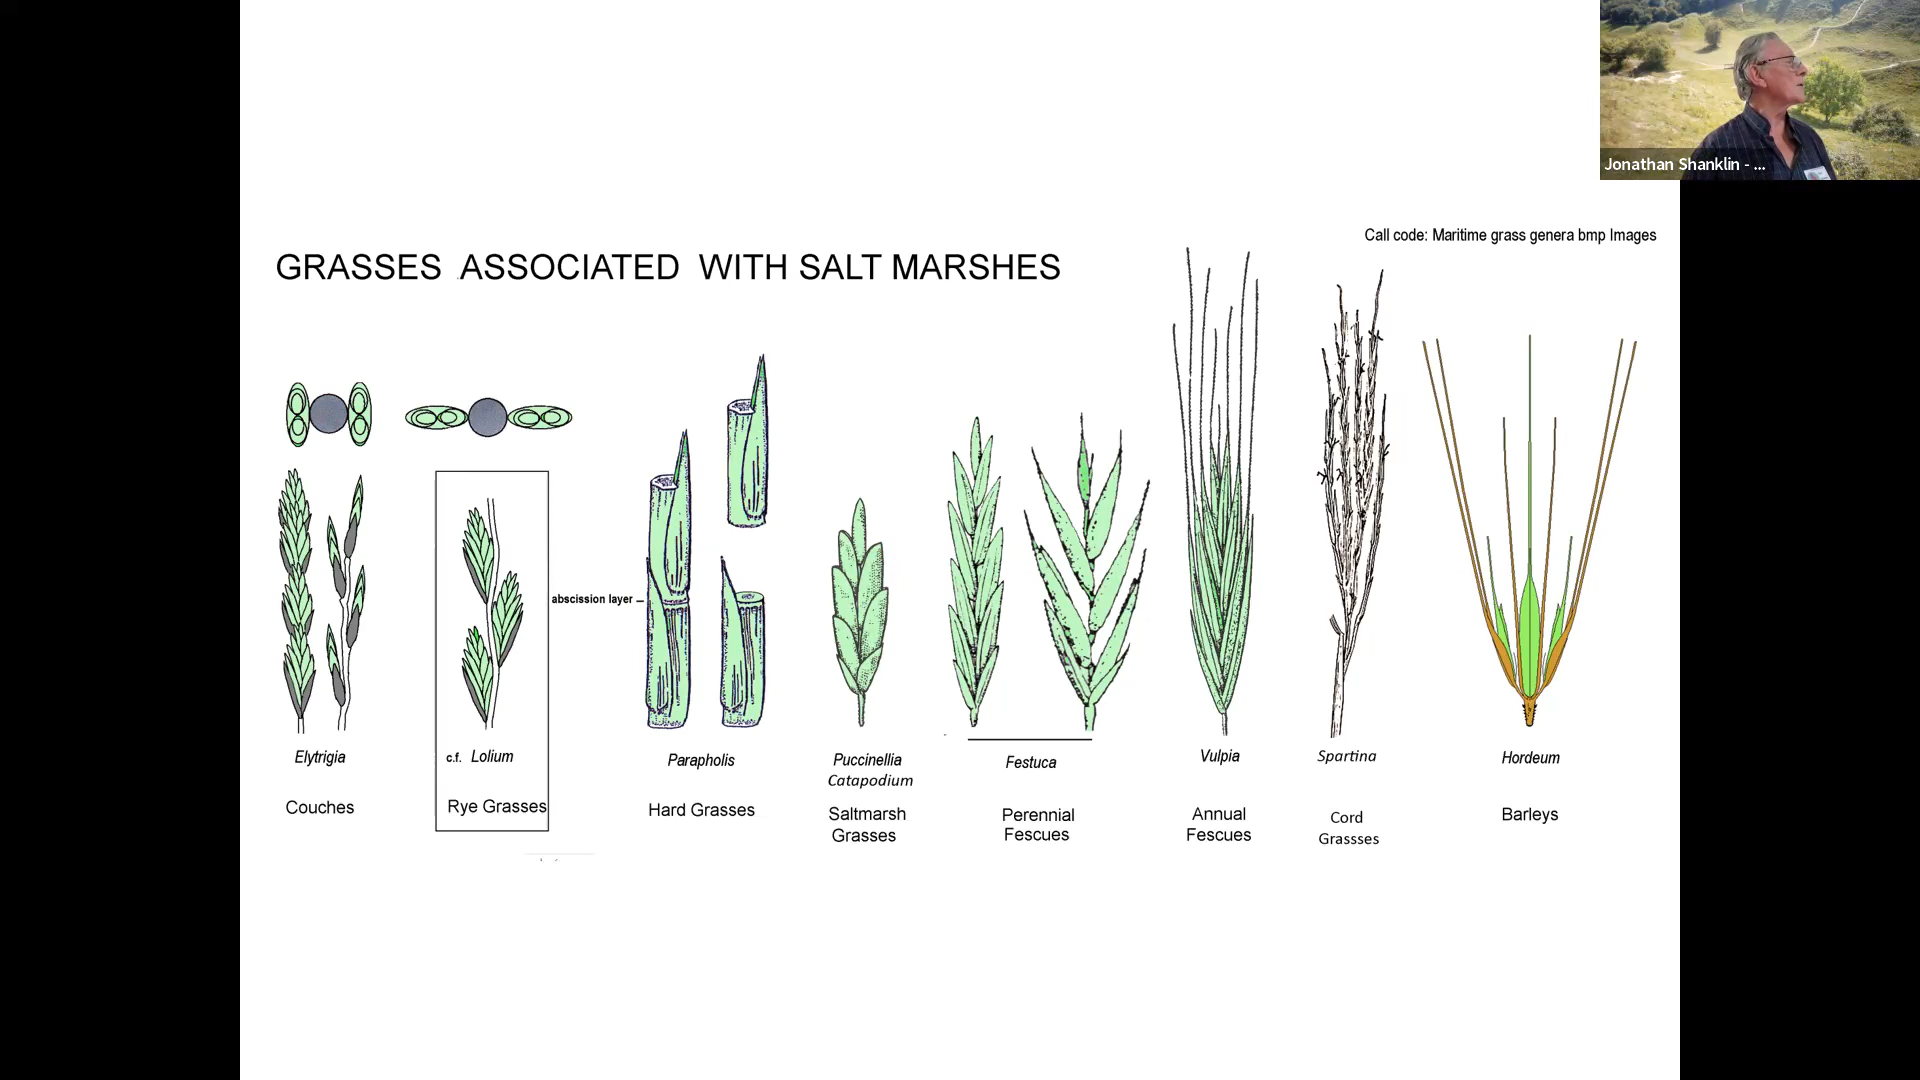 Jonathan Shanklin - ...
Call code: Maritime grass genera bmp Images
GRASSES ASSOCIATED WITH SALT MARSHES
abscission layer
Elytrigia
c.f. Lolium
Parapholis
Puccinellia
Catapodium
Festuca
Vulpia
Spartina
Hordeum
Couches
Rye Grasses
Hard Grasses
Saltmarsh
Grasses
Perennial
Fescues
Annual
Fescues
Cord
Grassses
Barleys